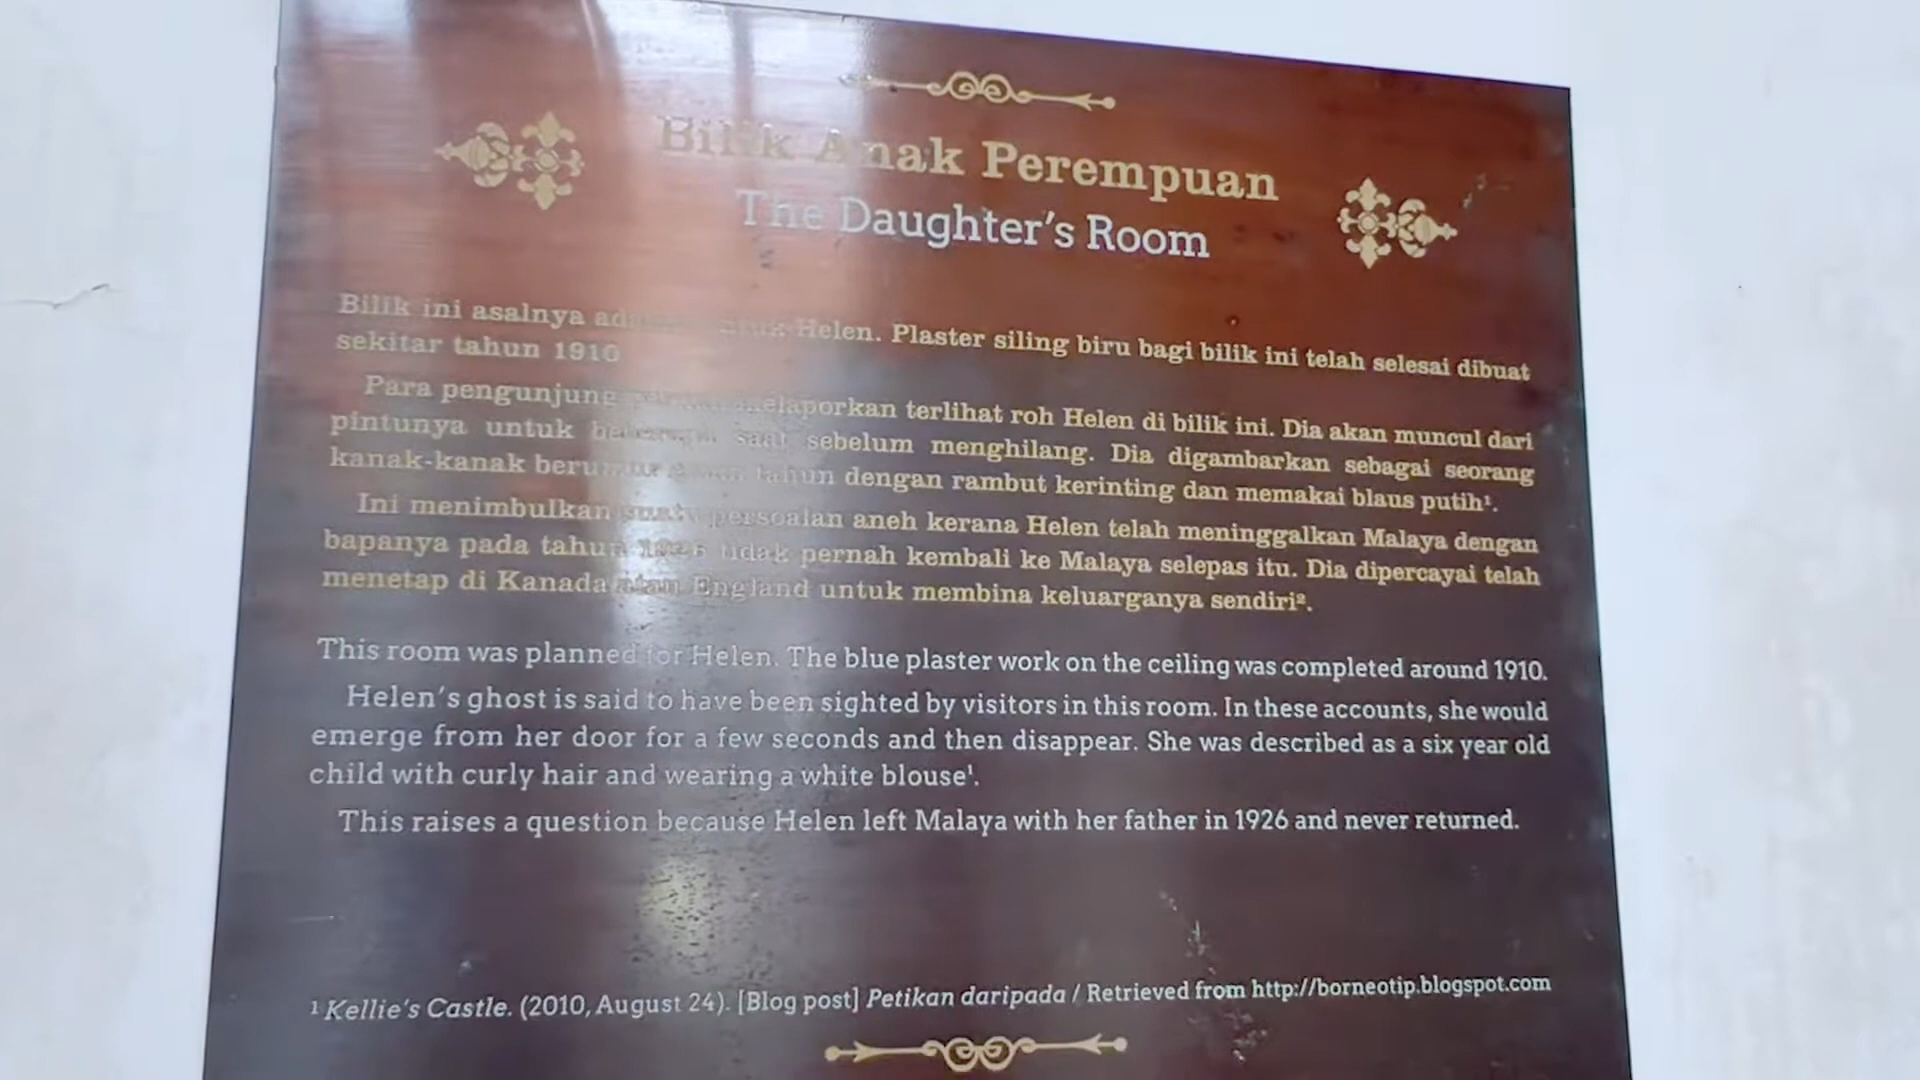 Bilik Anak Perempuan
The Daughter's Room
Bilik ini asalnya untuk Helen. Plaster siling biru bagi bilik ini telah selesai dibuat
sekitar tahun 1910
Para pengunjung melaporkan terlihat roh Helen di bilik ini. Dia akan muncul dari
pintunya untuk beberapa saat sebelum menghilang. Dia digambarkan sebagai seorang
kanak-kanak berumur enam tahun dengan rambut kerinting dan memakai blaus putih¹.
Ini menimbulkan suatu persoalan aneh kerana Helen telah meninggalkan Malaya dengan
bapanya pada tahun 1926 tidak pernah kembali ke Malaya selepas itu. Dia dipercayai telah
menetap di Kanada atau England untuk membina keluarganya sendiri².
This room was planned for Helen. The blue plaster work on the ceiling was completed around 1910.
Helen's ghost is said to have been sighted by visitors in this room. In these accounts, she would
emerge from her door for a few seconds and then disappear. She was described as a six year old
child with curly hair and wearing a white blouse¹.
This raises a question because Helen left Malaya with her father in 1926 and never returned.
¹ Kellie's Castle. (2010, August 24). [Blog post] Petikan daripada / Retrieved from http://borneotip.blogspot.com